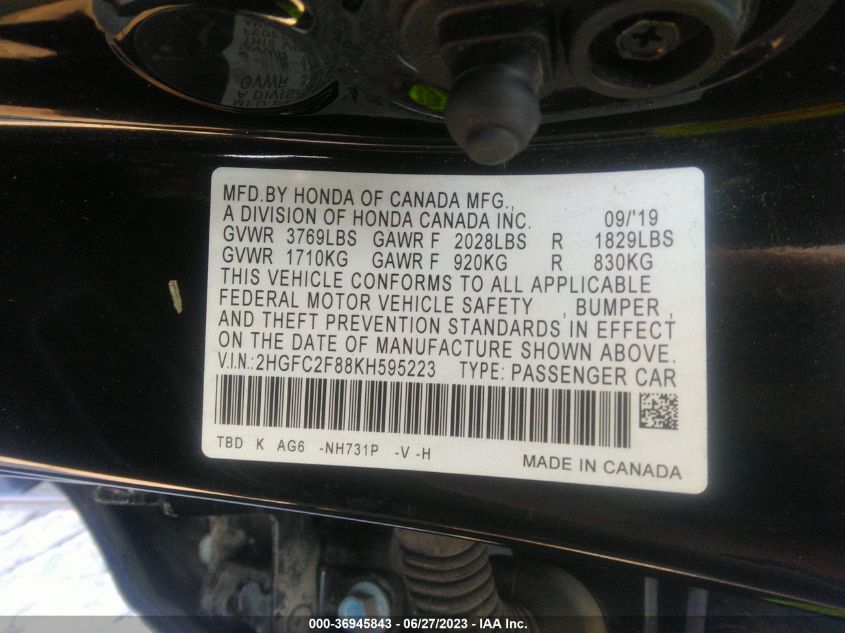 MFD.BY HONDA OF CANADA MFG.,
A DIVISION OF HONDA CANADA INC. 09/'19
GVWR 3769LBS GAWR F 2028LBS R 1829LBS
GVWR 1710KG GAWR F 920KG R 830KG
THIS VEHICLE CONFORMS TO ALL APPLICABLE
FEDERAL MOTOR VEHICLE SAFETY , BUMPER ,
AND THEFT PREVENTION STANDARDS IN EFFECT
ON THE DATE OF MANUFACTURE SHOWN ABOVE.
V.I.N.:2HGFC2F88KH595223 TYPE: PASSENGER CAR
TBD K AG6 -NH731P -V -H
MADE IN CANADA
000-36945843 - 06/27/2023 - IAA Inc.